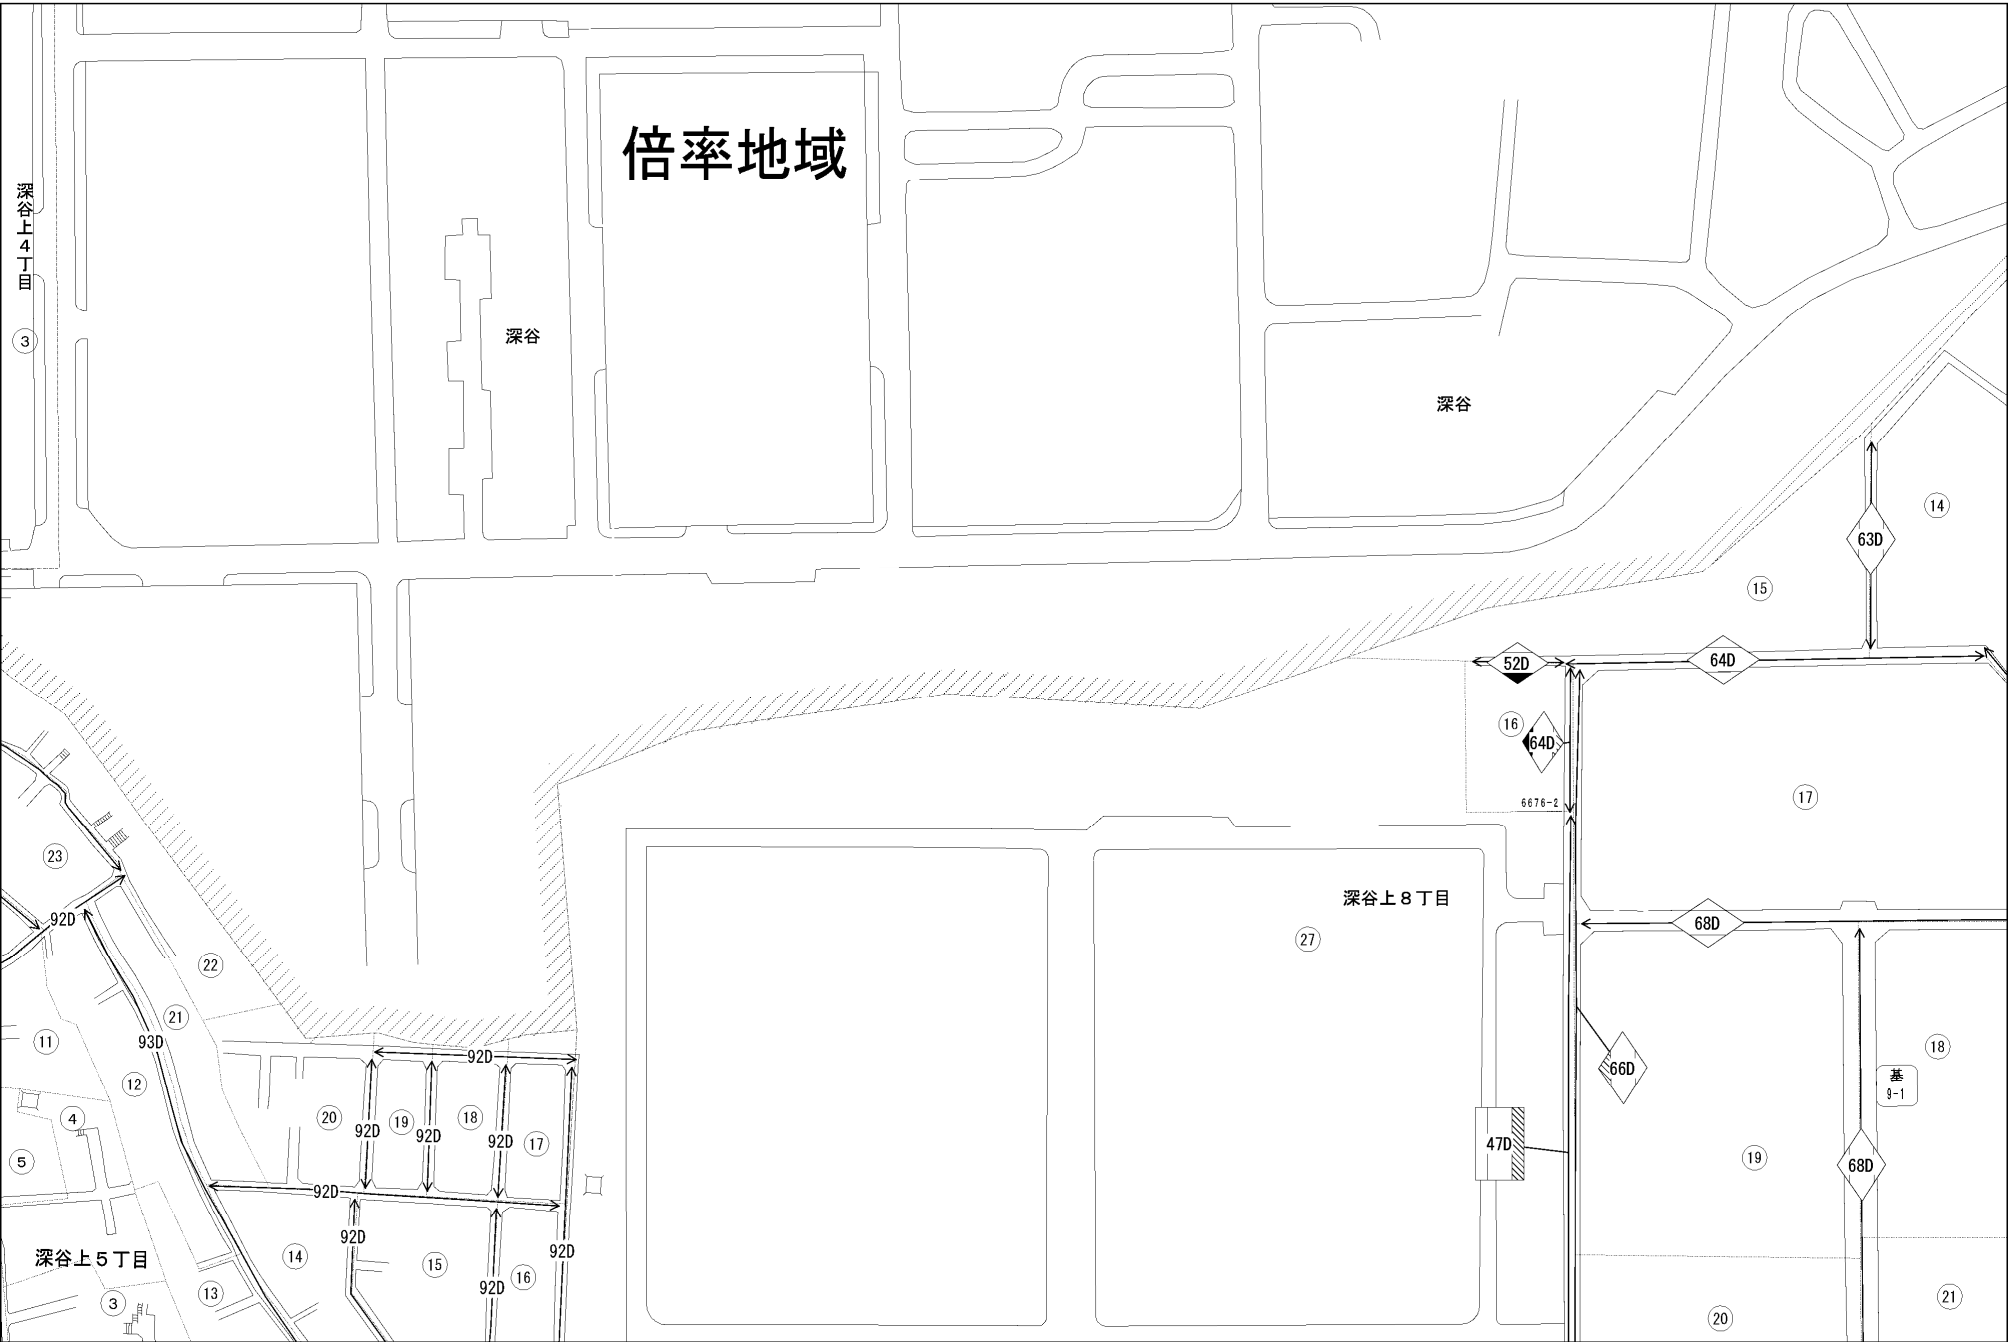 倍率地域
深谷上４丁目
③
深谷
深谷
⑭
63D
⑮
52D
64D
⑯
64D
6676-2
⑰
㉓
92D
深谷上８丁目
㉗
68D
㉒
㉑
93D
⑪
⑫
92D
66D
⑱
基
9-1
④
⑤
⑳
92D
⑲
92D
⑱
92D
⑰
47D
⑲
68D
92D
深谷上５丁目
⑭
92D
⑮
92D
⑯
92D
③
⑬
⑳
㉑